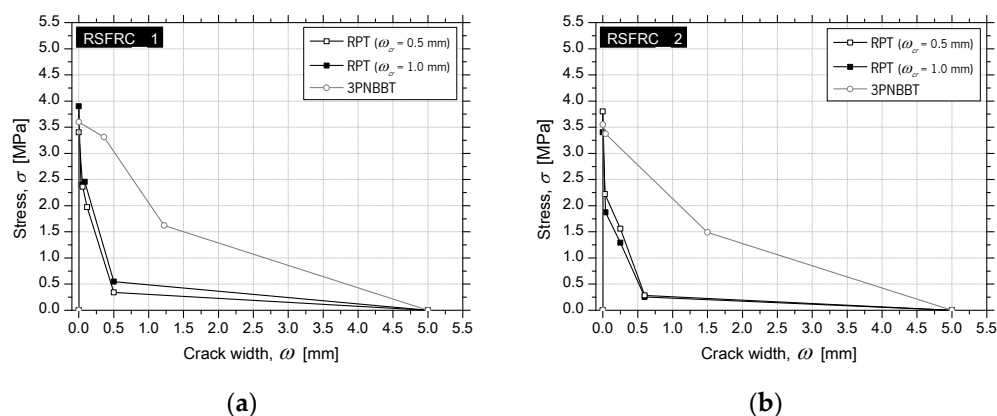 RSFRC 1
RPT (ω_cr = 0.5 mm)
RPT (ω_cr = 1.0 mm)
3PNBBT
Stress, σ [MPa]
5.5
5.0
4.5
4.0
3.5
3.0
2.5
2.0
1.5
1.0
0.5
0.0
0.0 0.5 1.0 1.5 2.0 2.5 3.0 3.5 4.0 4.5 5.0 5.5
Crack width, ω [mm]
(a)
RSFRC 2
RPT (ω_cr = 0.5 mm)
RPT (ω_cr = 1.0 mm)
3PNBBT
Stress, σ [MPa]
5.5
5.0
4.5
4.0
3.5
3.0
2.5
2.0
1.5
1.0
0.5
0.0
0.0 0.5 1.0 1.5 2.0 2.5 3.0 3.5 4.0 4.5 5.0 5.5
Crack width, ω [mm]
(b)